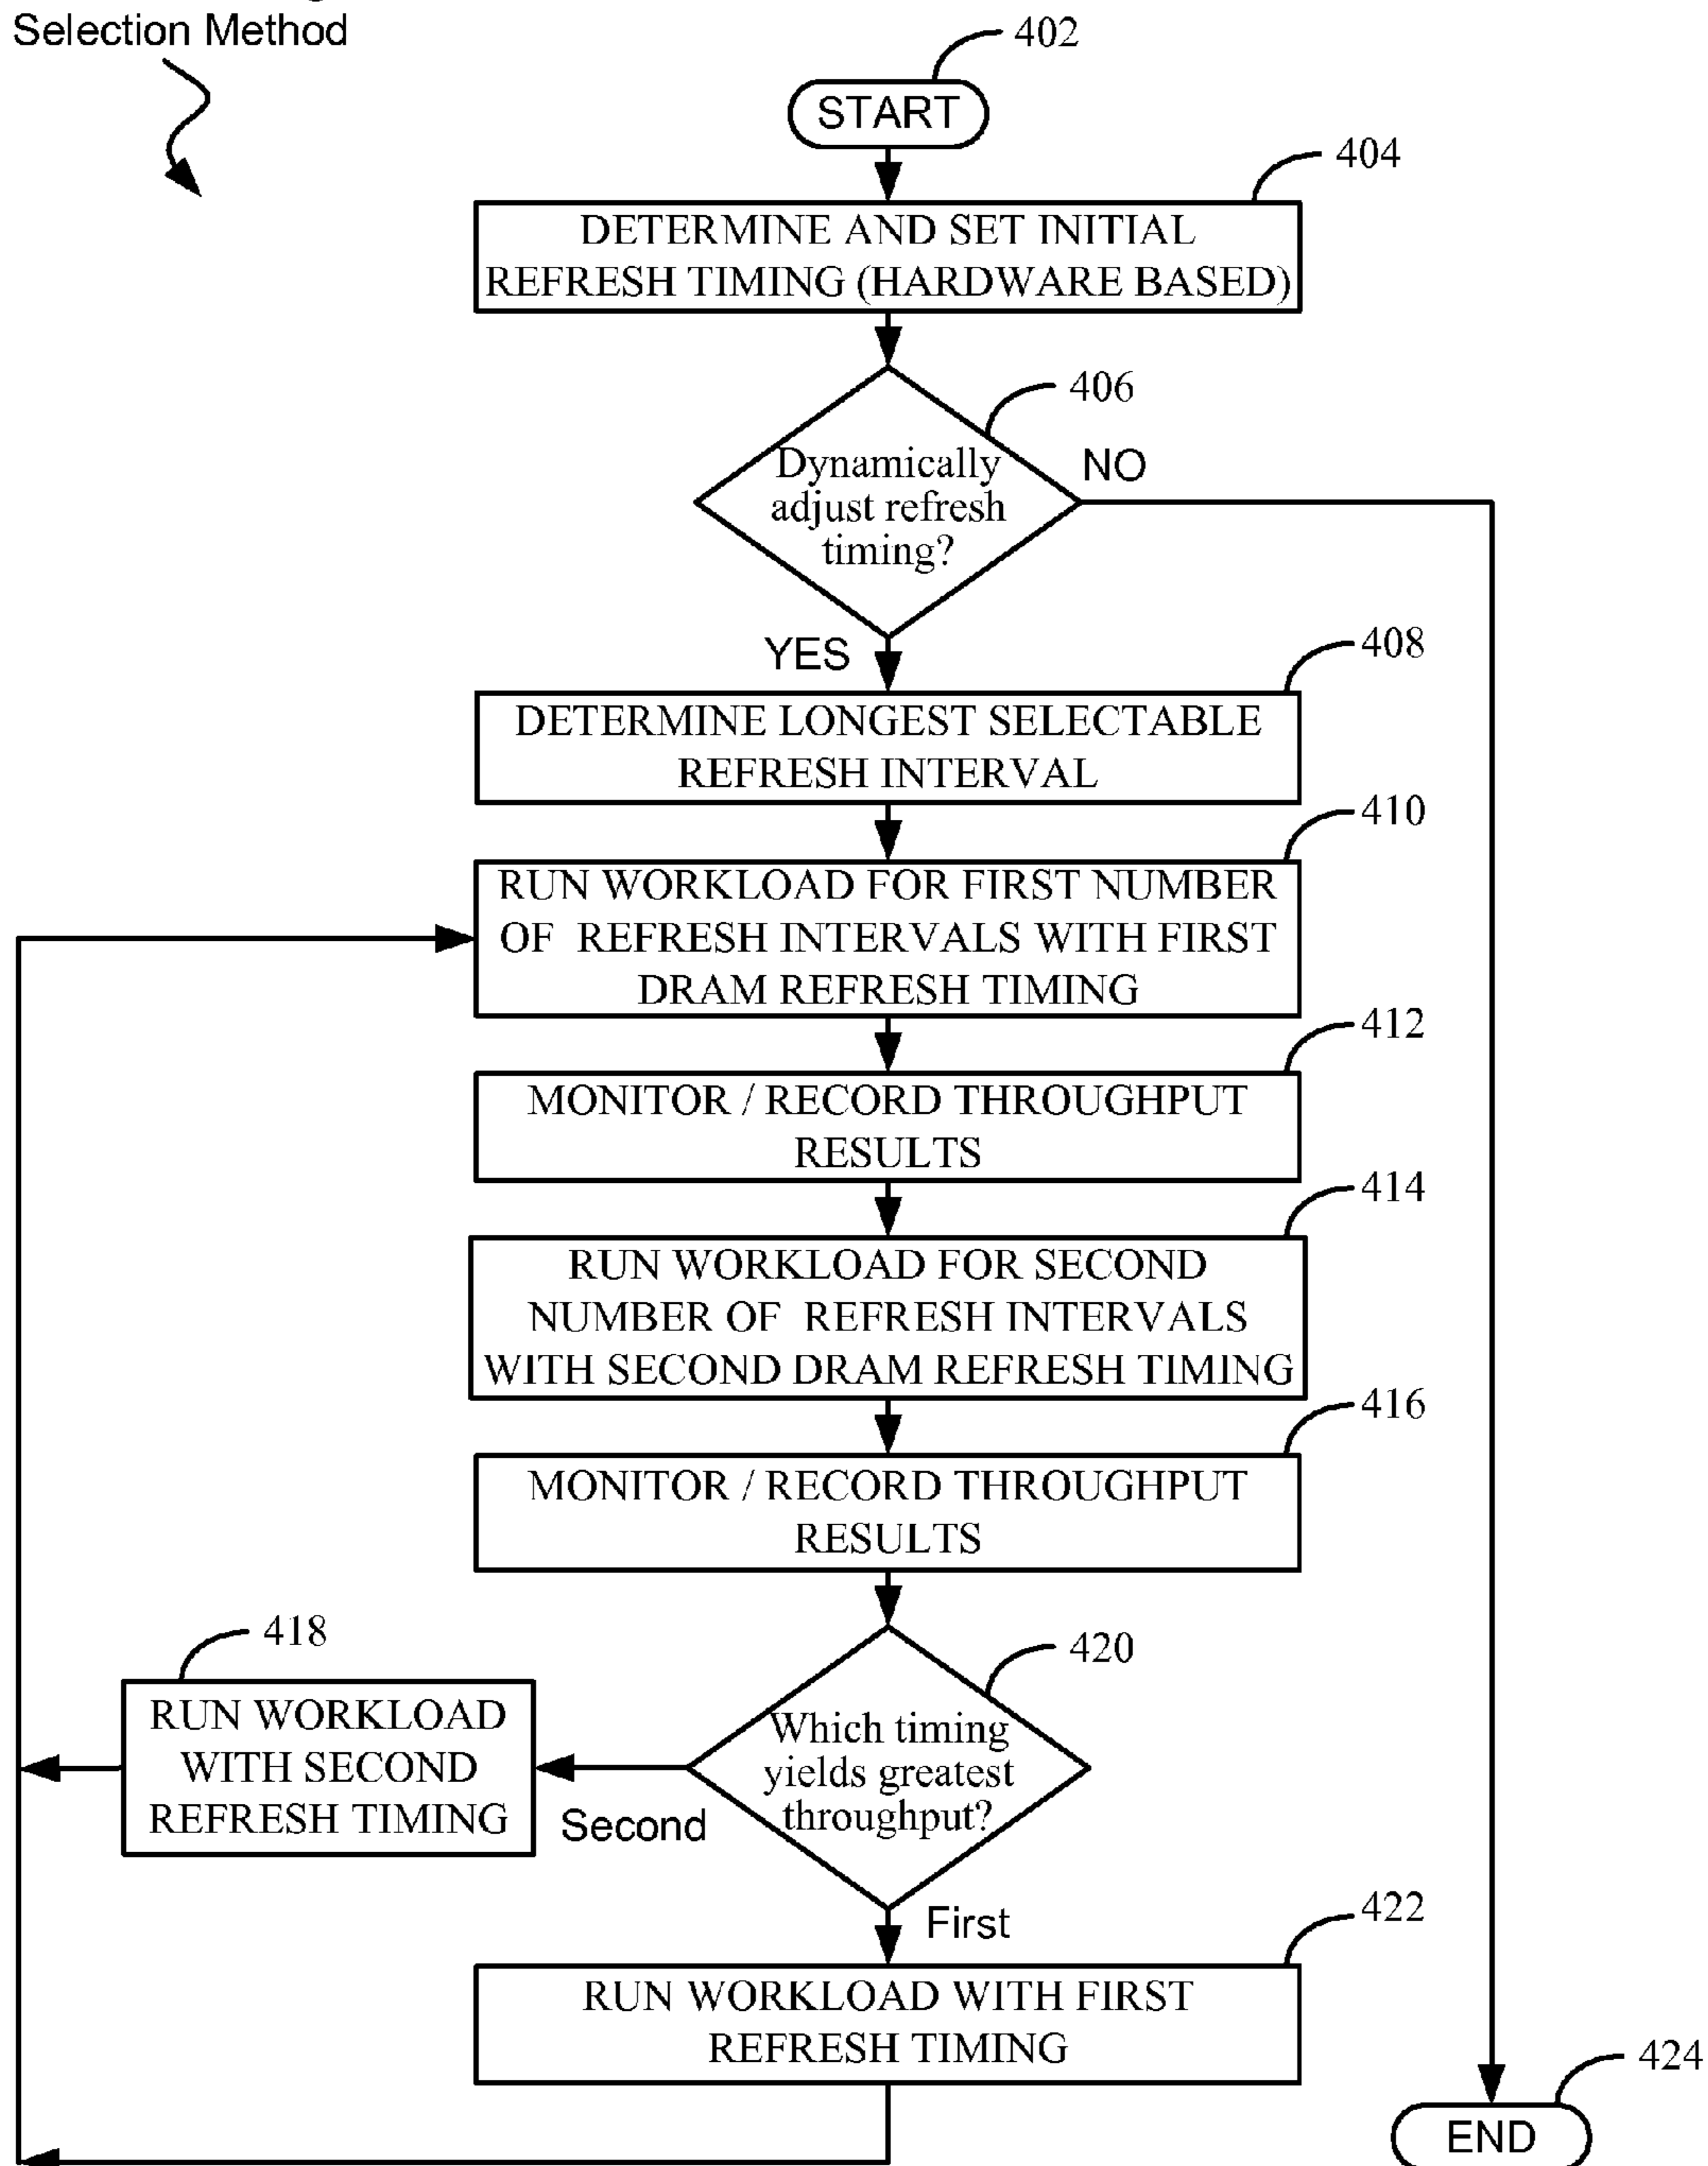 Selection Method
402
START
404
DETERMINE AND SET INITIAL
REFRESH TIMING (HARDWARE BASED)
406
Dynamically
adjust refresh
timing?
NO
YES
408
DETERMINE LONGEST SELECTABLE
REFRESH INTERVAL
410
RUN WORKLOAD FOR FIRST NUMBER
OF REFRESH INTERVALS WITH FIRST
DRAM REFRESH TIMING
412
MONITOR / RECORD THROUGHPUT
RESULTS
414
RUN WORKLOAD FOR SECOND
NUMBER OF REFRESH INTERVALS
WITH SECOND DRAM REFRESH TIMING
416
MONITOR / RECORD THROUGHPUT
RESULTS
418
RUN WORKLOAD
WITH SECOND
REFRESH TIMING
420
Which timing
yields greatest
throughput?
Second
First
422
RUN WORKLOAD WITH FIRST
REFRESH TIMING
424
END